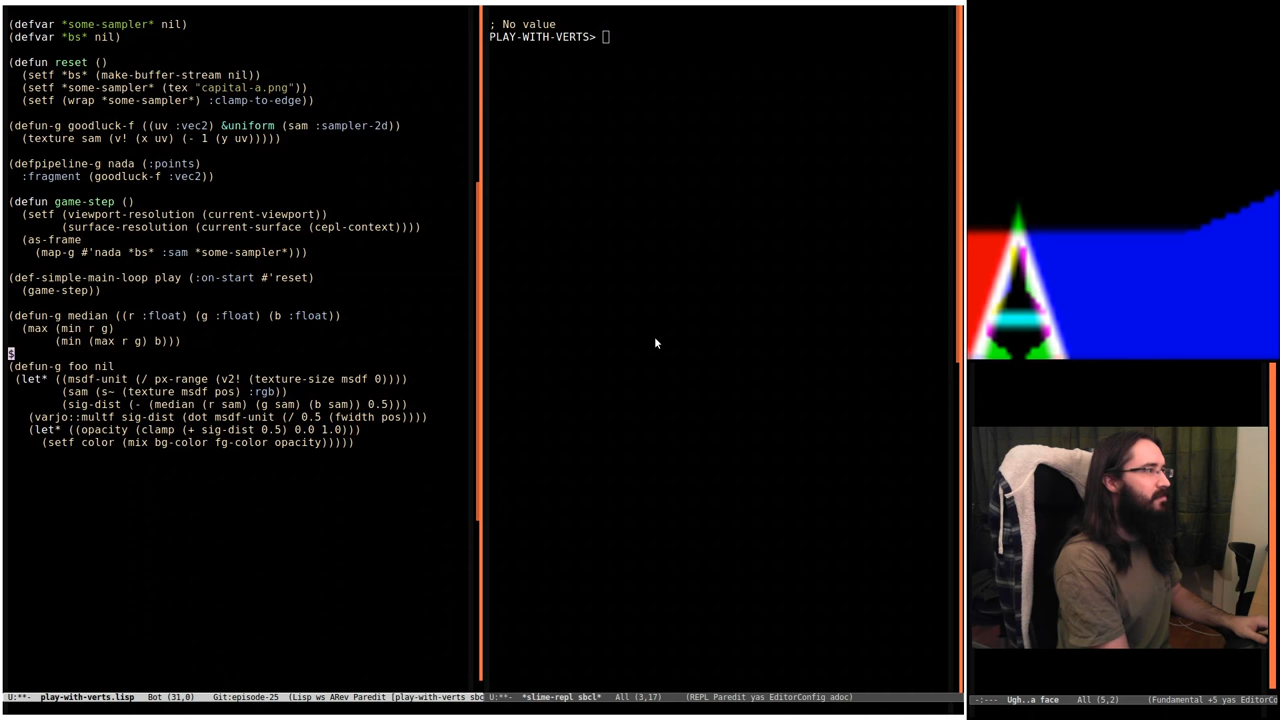 (defvar *some-sampler* nil)
(defvar *bs* nil)
(defun reset ()
  (setf *bs* (make-buffer-stream nil))
  (setf *some-sampler* (tex "capital-a.png"))
  (setf (wrap *some-sampler*) :clamp-to-edge))
(defun-g goodluck-f ((uv :vec2) &uniform (sam :sampler-2d))
  (texture sam (v! (x uv) (- 1 (y uv)))))
(defpipeline-g nada (:points)
  :fragment (goodluck-f :vec2))
(defun game-step ()
  (setf (viewport-resolution (current-viewport))
        (surface-resolution (current-surface (cepl-context))))
  (as-frame
    (map-g #'nada *bs* :sam *some-sampler*)))
(def-simple-main-loop play (:on-start #'reset)
  (game-step))
(defun-g median ((r :float) (g :float) (b :float))
  (max (min r g)
       (min (max r g) b)))
$
(defun-g foo nil
 (let* ((msdf-unit (/ px-range (v2! (texture-size msdf 0))))
        (sam (s~ (texture msdf pos) :rgb))
        (sig-dist (- (median (r sam) (g sam) (b sam)) 0.5)))
   (varjo::multf sig-dist (dot msdf-unit (/ 0.5 (fwidth pos))))
   (let* ((opacity (clamp (+ sig-dist 0.5) 0.0 1.0)))
     (setf color (mix bg-color fg-color opacity)))))
U:**-  play-with-verts.lisp   Bot (31,0)   Git:episode-25  (Lisp ws ARev Paredit [play-with-verts sbc
; No value
PLAY-WITH-VERTS>
U:**-  *slime-repl sbcl*   All (3,17)   (REPL Paredit yas EditorConfig adoc)
-:---  Ugh..a face   All (5,2)   (Fundamental +5 yas EditorCo